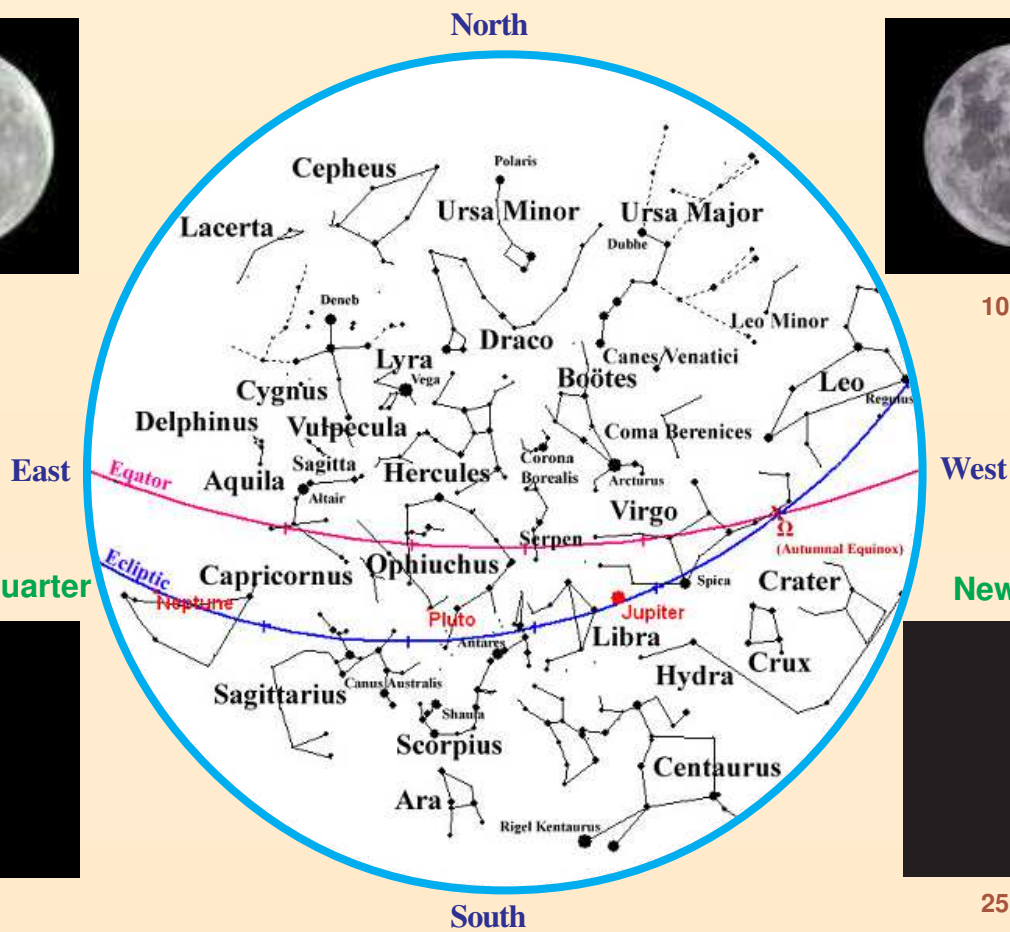 North
Cepheus
Polaris
Ursa Minor
Ursa Major
Lacerta
Dubhe
10
Deneb
Leo Minor
Draco
Canes Venatici
Lyra
Vega
Boötes
Leo
Cygnus
Regulus
Delphinus
Vulpecula
Coma Berenices
Corona
Borealis
East
Eqator
Sagitta
Hercules
West
Aquila
Altair
Arcturus
Virgo
Ω
Serpen
(Autumnal Equinox)
Ecliptic
Capricornus
Ophiuchus
Spica
Crater
uarter
New
Neptune
Pluto
Jupiter
Antares
Libra
Crux
Hydra
Sagittarius
Canus Australis
Shaula
Scorpius
Centaurus
Ara
Rigel Kentaurus
25
South